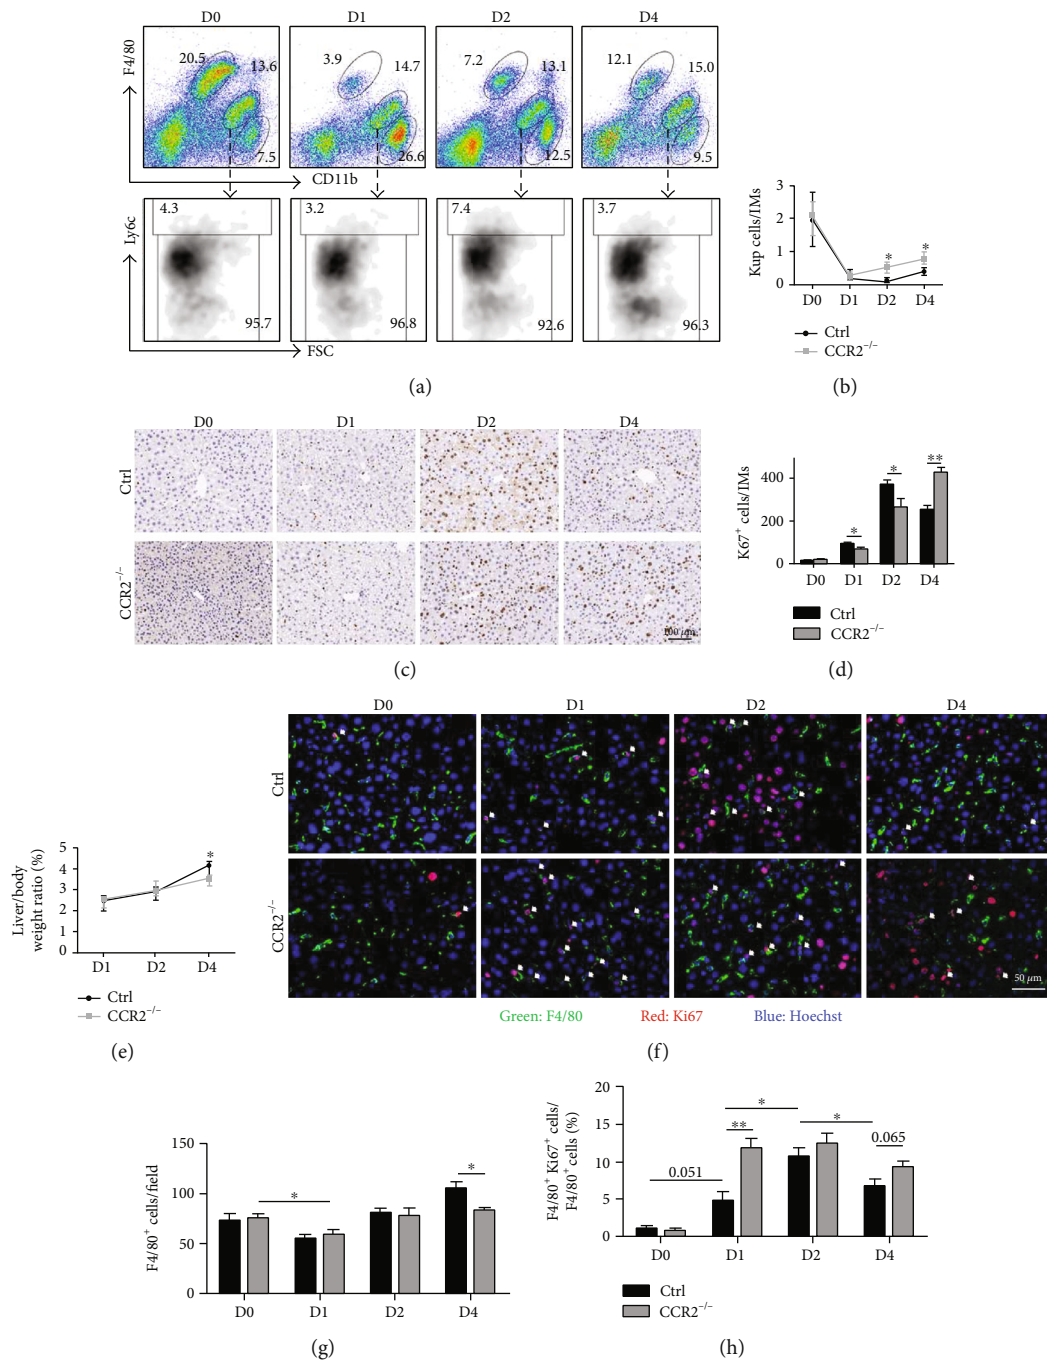 D0 D1 D2 D4
F4/80
20.5 13.6 7.5
3.9 14.7 26.6
7.2 13.1 12.5
12.1 15.0 9.5
CD11b
Ly6c
4.3 95.7
3.2 96.8
7.4 92.6
3.7 96.3
FSC
(a)
Kup cells/IMs
3
2
1
0
* *
D0 D1 D2 D4
Ctrl
CCR2−/−
(b)
D0 D1 D2 D4
Ctrl
CCR2−/−
100 µm
(c)
K67+ cells/IMs
400
200
0
* * **
D0 D1 D2 D4
Ctrl
CCR2−/−
(d)
Liver/body
weight ratio (%)
5
4
3
2
1
0
*
D1 D2 D4
Ctrl
CCR2−/−
(e)
D0 D1 D2 D4
Ctrl
CCR2−/−
50 µm
Green: F4/80 Red: Ki67 Blue: Hoechst
(f)
F4/80+ cells/field
150
100
50
0
* *
D0 D1 D2 D4
(g)
F4/80+ Ki67+ cells/
F4/80+ cells (%)
20
15
10
5
0
0.051 ** * * 0.065
D0 D1 D2 D4
Ctrl
CCR2−/−
(h)